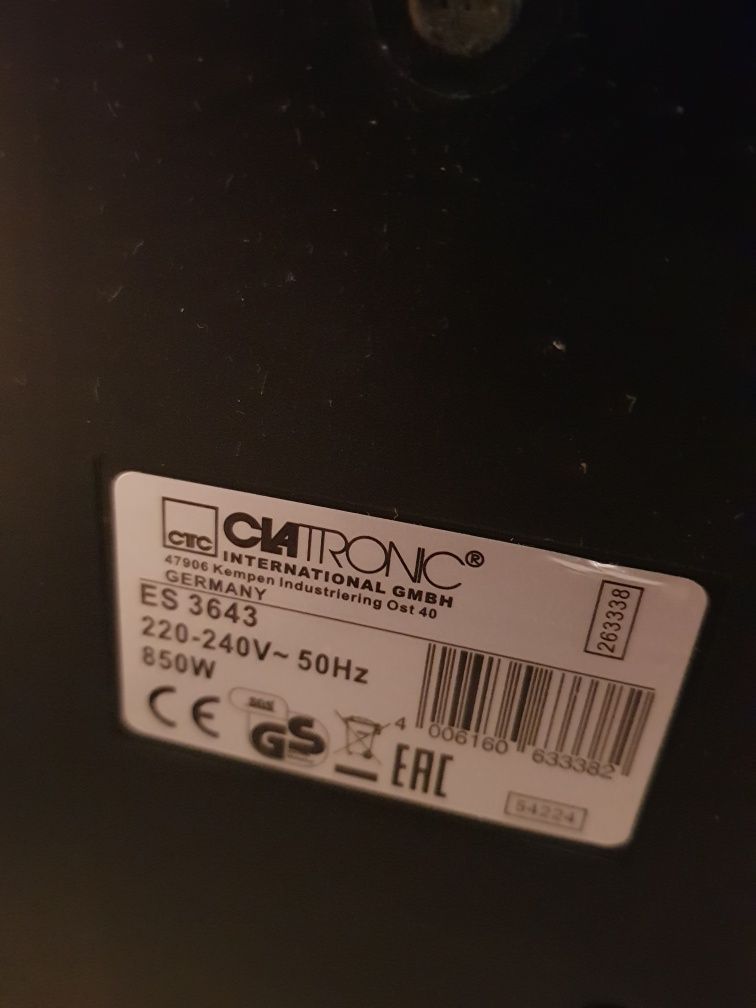 CTC CLATRONIC®
INTERNATIONAL GMBH
47906 Kempen Industriering Ost 40
GERMANY
ES 3643
220-240V~ 50Hz
850W
263338
CE
SGS
GS
EAC
4 006160 633382
54224